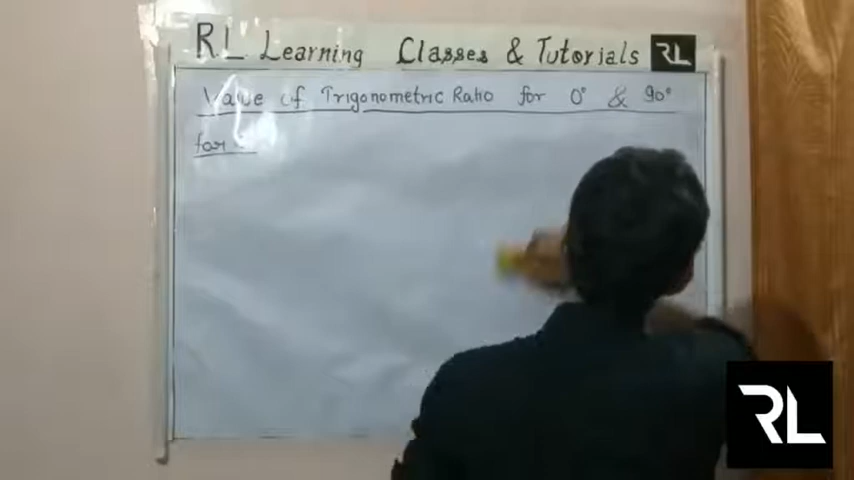 RL Learning Classes & Tutorials RL
Value of Trigonometric Ratio for 0° & 90°
for
RL